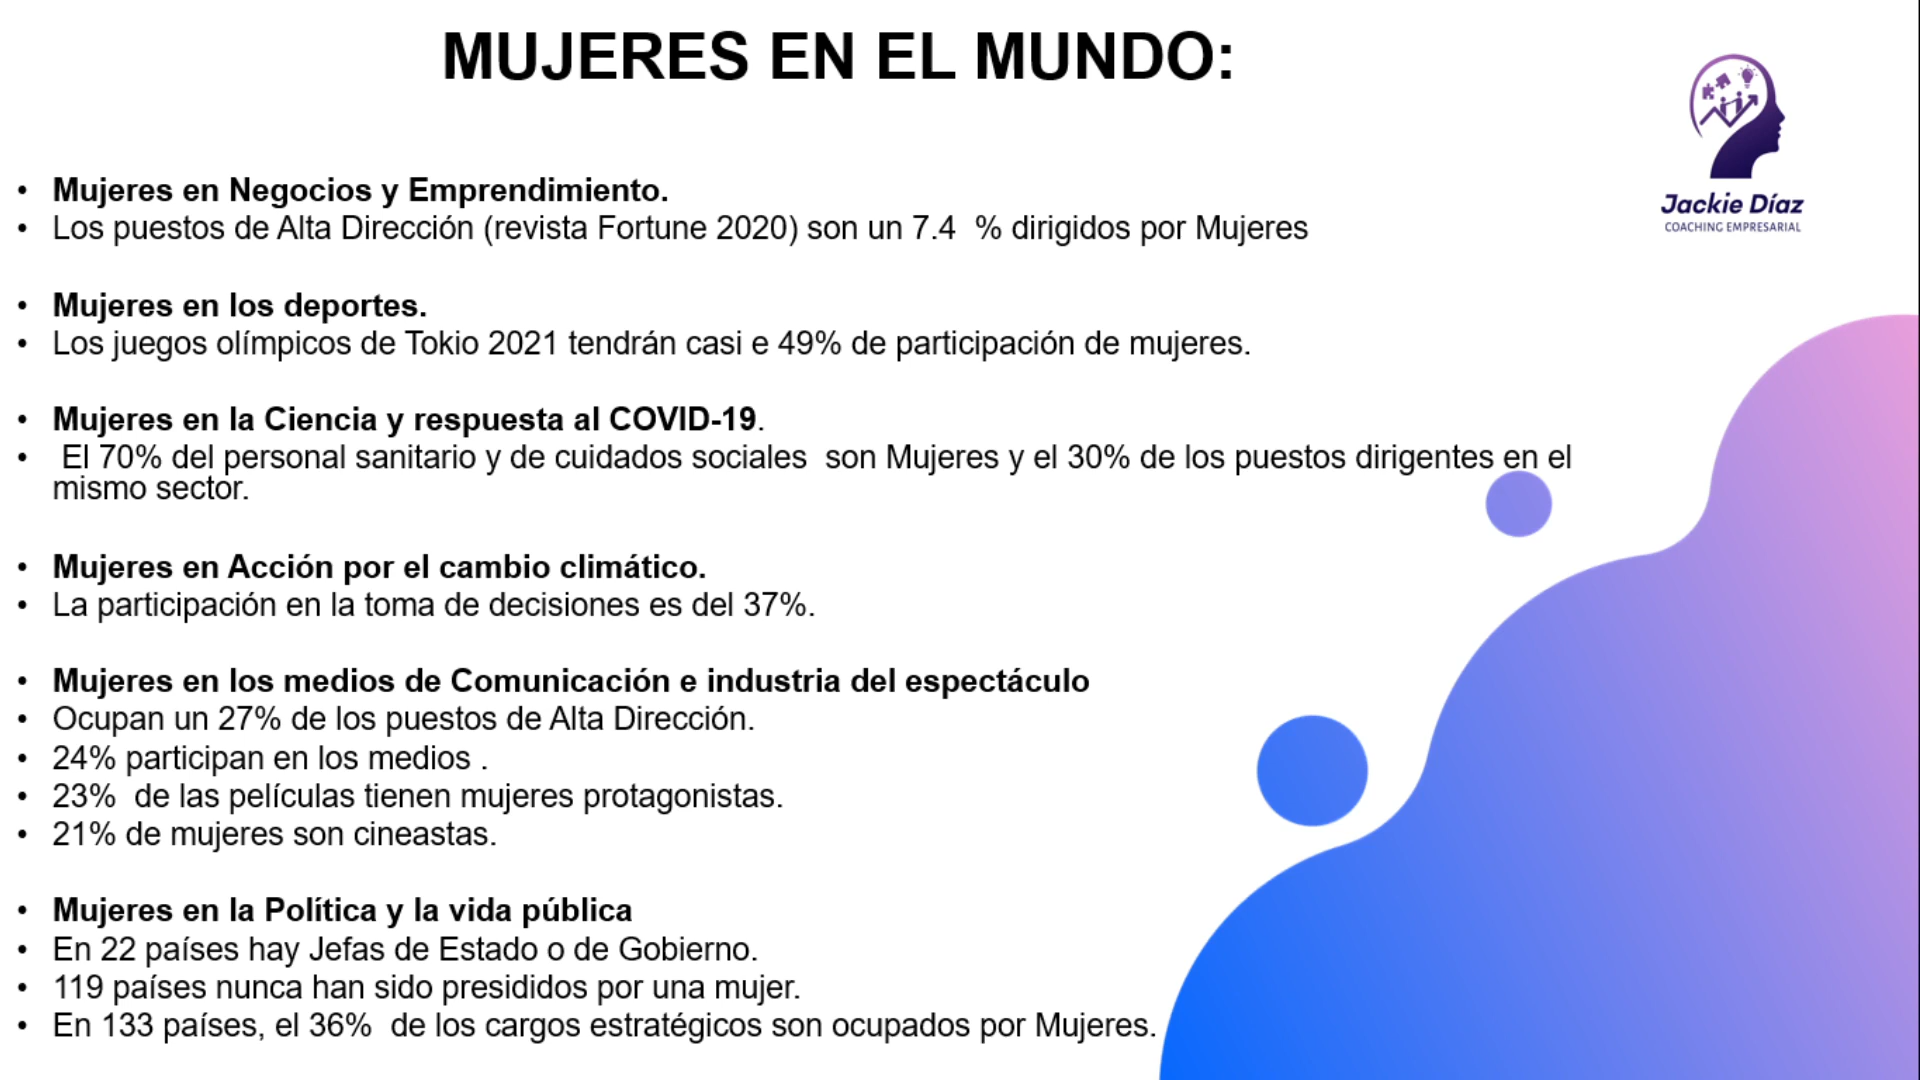 MUJERES EN EL MUNDO:
Jackie Díaz
COACHING EMPRESARIAL
• Mujeres en Negocios y Emprendimiento.
• Los puestos de Alta Dirección (revista Fortune 2020) son un 7.4  % dirigidos por Mujeres
• Mujeres en los deportes.
• Los juegos olímpicos de Tokio 2021 tendrán casi e 49% de participación de mujeres.
• Mujeres en la Ciencia y respuesta al COVID-19.
• El 70% del personal sanitario y de cuidados sociales  son Mujeres y el 30% de los puestos dirigentes en el
mismo sector.
• Mujeres en Acción por el cambio climático.
• La participación en la toma de decisiones es del 37%.
• Mujeres en los medios de Comunicación e industria del espectáculo
• Ocupan un 27% de los puestos de Alta Dirección.
• 24% participan en los medios .
• 23%  de las películas tienen mujeres protagonistas.
• 21% de mujeres son cineastas.
• Mujeres en la Política y la vida pública
• En 22 países hay Jefas de Estado o de Gobierno.
• 119 países nunca han sido presididos por una mujer.
• En 133 países, el 36%  de los cargos estratégicos son ocupados por Mujeres.